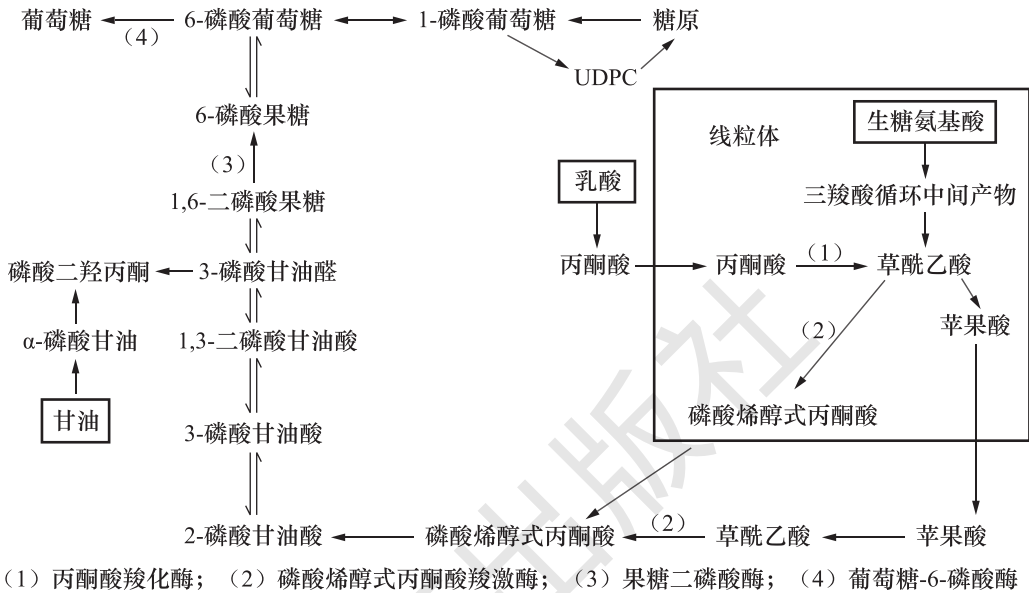 葡萄糖
(4)
6-磷酸葡萄糖
1-磷酸葡萄糖
糖原
UDPC
6-磷酸果糖
(3)
1,6-二磷酸果糖
磷酸二羟丙酮
3-磷酸甘油醛
α-磷酸甘油
1,3-二磷酸甘油酸
甘油
3-磷酸甘油酸
2-磷酸甘油酸
线粒体
生糖氨基酸
三羧酸循环中间产物
乳酸
丙酮酸
丙酮酸
(1)
草酰乙酸
(2)
苹果酸
磷酸烯醇式丙酮酸
磷酸烯醇式丙酮酸
(2)
草酰乙酸
苹果酸
(1)丙酮酸羧化酶;(2)磷酸烯醇式丙酮酸羧激酶;(3)果糖二磷酸酶;(4)葡萄糖-6-磷酸酶
出版社